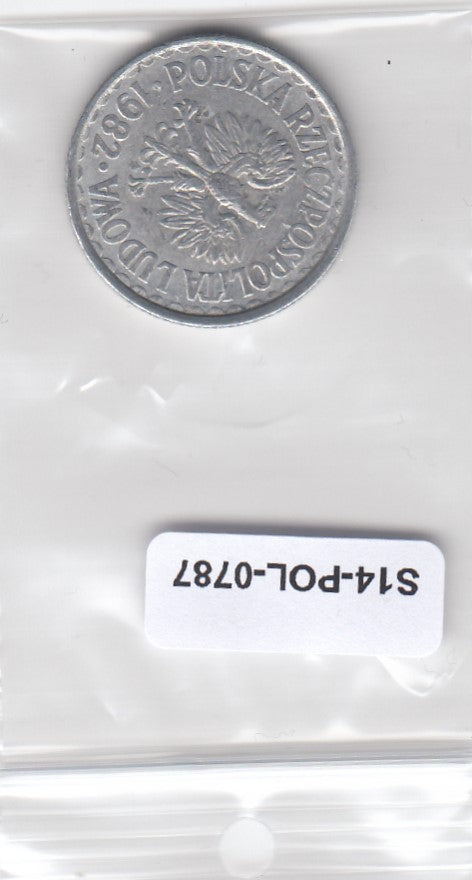 S14-POL-0787
POLSKA RZECZPOSPOLITA LUDOWA • 1982 •